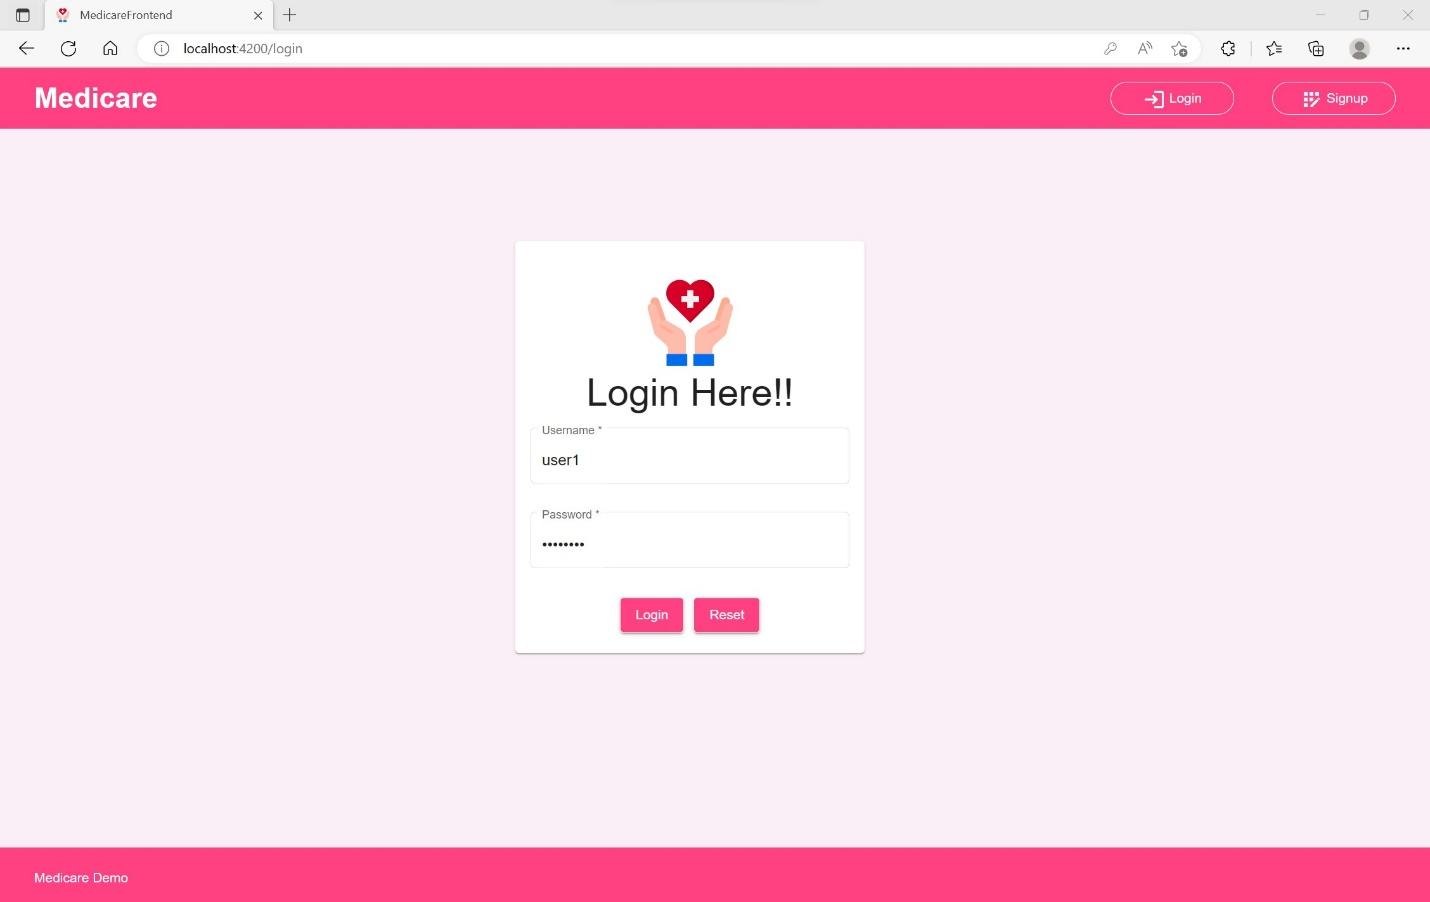 MedicareFrontend
localhost:4200/login
Medicare
Login
Signup
Login Here!!
Username *
user1
Password *
••••••••
Login
Reset
Medicare Demo